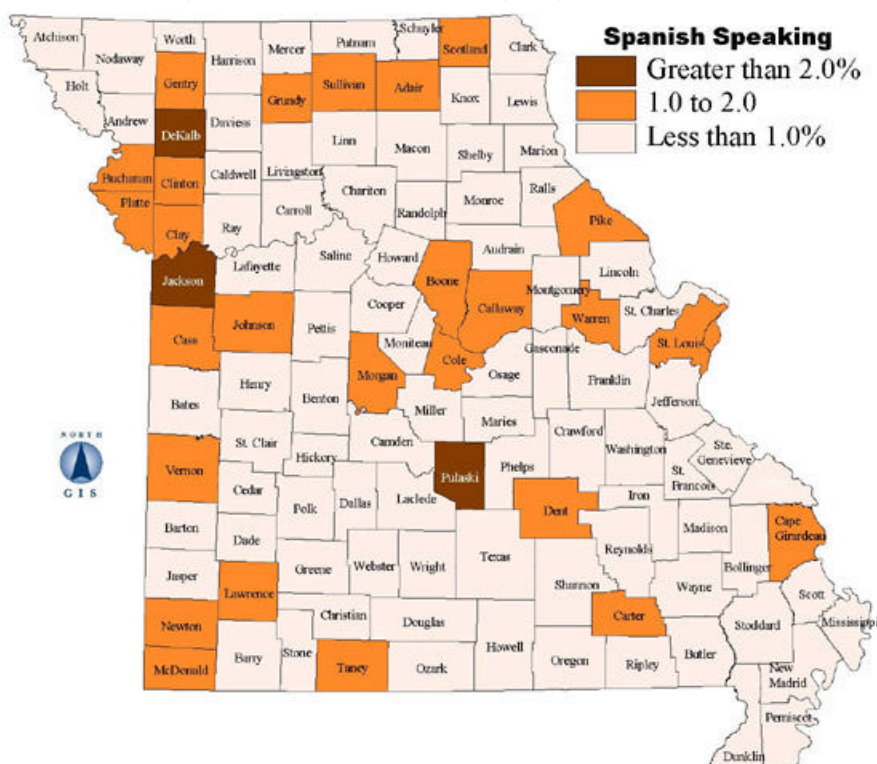 Spanish Speaking
Greater than 2.0%
1.0 to 2.0
Less than 1.0%
Atchison
Nodaway
Worth
Harrison
Mercer
Putnam
Schuyler
Scotland
Clark
Holt
Gentry
Grundy
Sullivan
Adair
Knox
Lewis
Andrew
DeKalb
Daviess
Linn
Macon
Shelby
Marion
Buchanan
Clinton
Caldwell
Livingston
Chariton
Randolph
Monroe
Ralls
Pike
Platte
Clay
Ray
Carroll
Saline
Howard
Boone
Audrain
Callaway
Montgomery
Lincoln
Warren
St. Charles
St. Louis
Jackson
Lafayette
Cooper
Cass
Johnson
Pettis
Moniteau
Cole
Osage
Gasconade
Franklin
Jefferson
Morgan
Bates
Henry
Benton
Miller
Maries
Camden
Crawford
Washington
Ste.
Genevieve
St.
Francois
NORTH
GIS
Vernon
St. Clair
Hickory
Pulaski
Phelps
Cedar
Polk
Dallas
Laclede
Dent
Iron
Madison
Cape
Girardeau
Barton
Dade
Texas
Reynolds
Bollinger
Jasper
Greene
Webster
Wright
Shannon
Wayne
Scott
Lawrence
Christian
Douglas
Carter
Stoddard
Mississippi
Newton
McDonald
Barry
Stone
Taney
Ozark
Howell
Oregon
Ripley
Butler
New
Madrid
Pemiscot
Dunklin